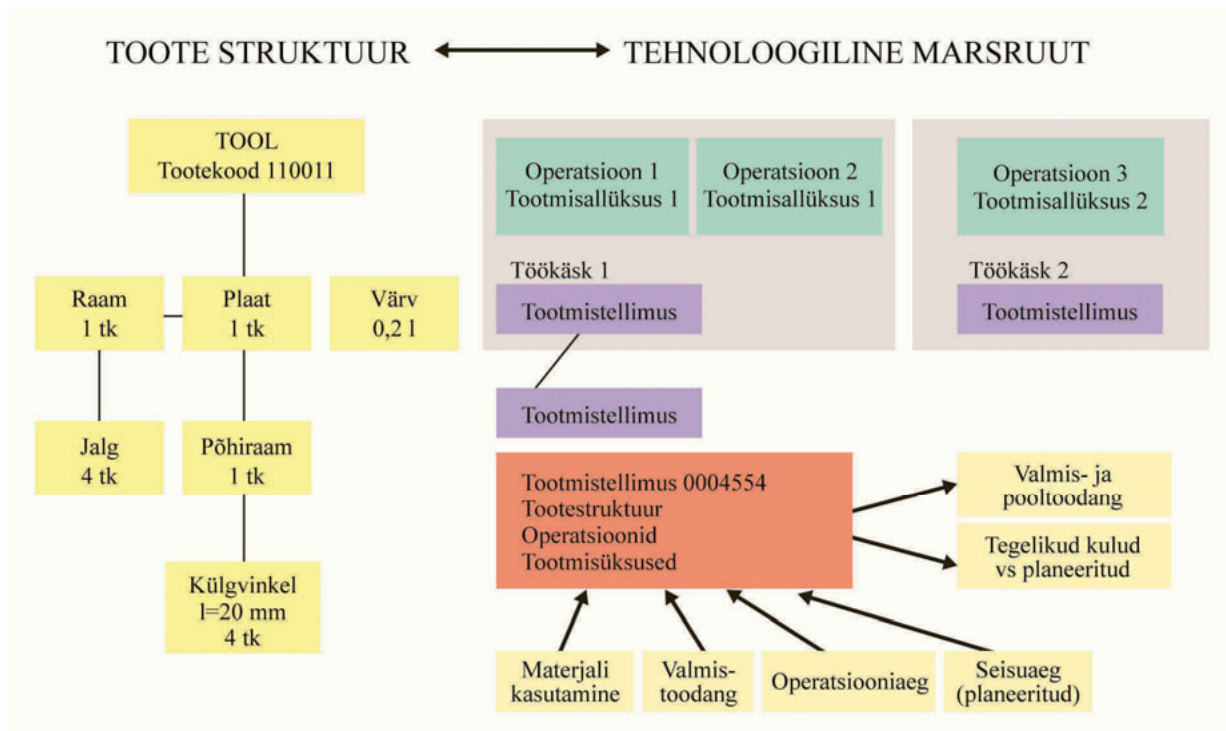 TOOTE STRUKTUUR
TEHNOLOOGILINE MARSRUUT
TOOL
Tootekood 110011
Raam
1 tk
Plaat
1 tk
Värv
0,2 l
Jalg
4 tk
Põhiraam
1 tk
Külgvinkel
l=20 mm
4 tk
Operatsioon 1
Tootmisallüksus 1
Operatsioon 2
Tootmisallüksus 1
Töökäsk 1
Tootmistellimus
Operatsioon 3
Tootmisallüksus 2
Töökäsk 2
Tootmistellimus
Tootmistellimus
Tootmistellimus 0004554
Tootestruktuur
Operatsioonid
Tootmisüksused
Valmis- ja
pooltoodang
Tegelikud kulud
vs planeeritud
Materjali
kasutamine
Valmis-
toodang
Operatsiooniaeg
Seisuaeg
(planeeritud)